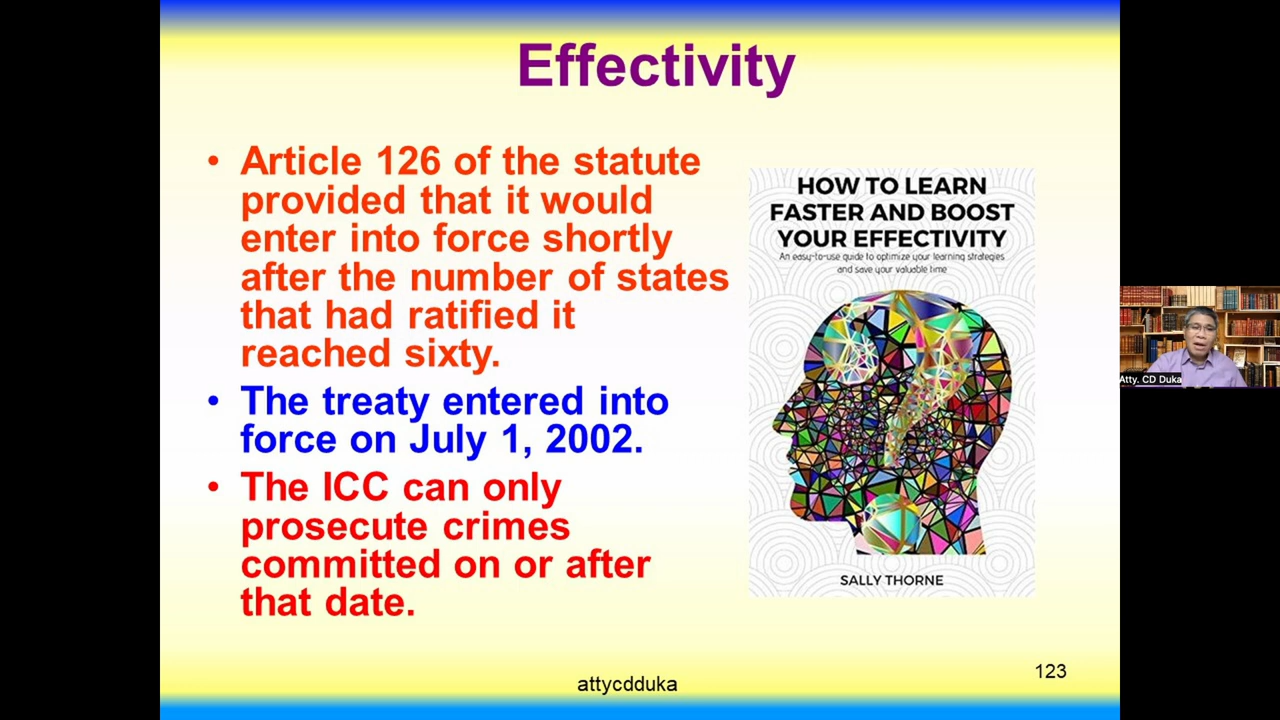 Effectivity
• Article 126 of the statute
provided that it would
enter into force shortly
after the number of states
that had ratified it
reached sixty.
• The treaty entered into
force on July 1, 2002.
• The ICC can only
prosecute crimes
committed on or after
that date.
HOW TO LEARN
FASTER AND BOOST
YOUR EFFECTIVITY
An easy-to-use guide to optimize your learning strategies
and save your valuable time
SALLY THORNE
Atty. CD Duka
attycdduka
123